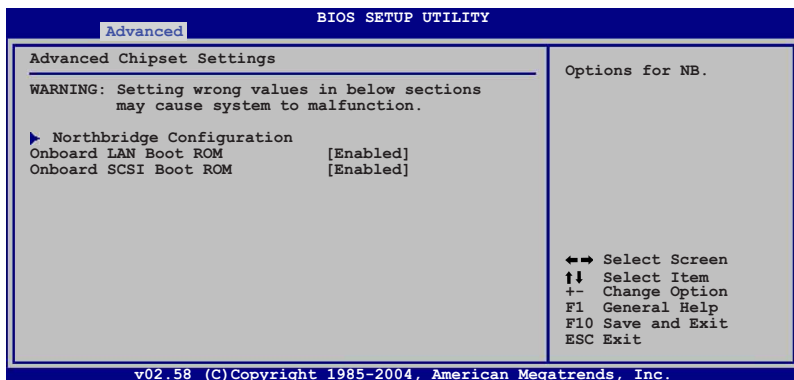 BIOS SETUP UTILITY
Advanced
Advanced Chipset Settings
WARNING: Setting wrong values in below sections
may cause system to malfunction.
Northbridge Configuration
Onboard LAN Boot ROM [Enabled]
Onboard SCSI Boot ROM [Enabled]
Options for NB.
←→ Select Screen
↑↓ Select Item
+- Change Option
F1 General Help
F10 Save and Exit
ESC Exit
v02.58 (C)Copyright 1985-2004, American Megatrends, Inc.